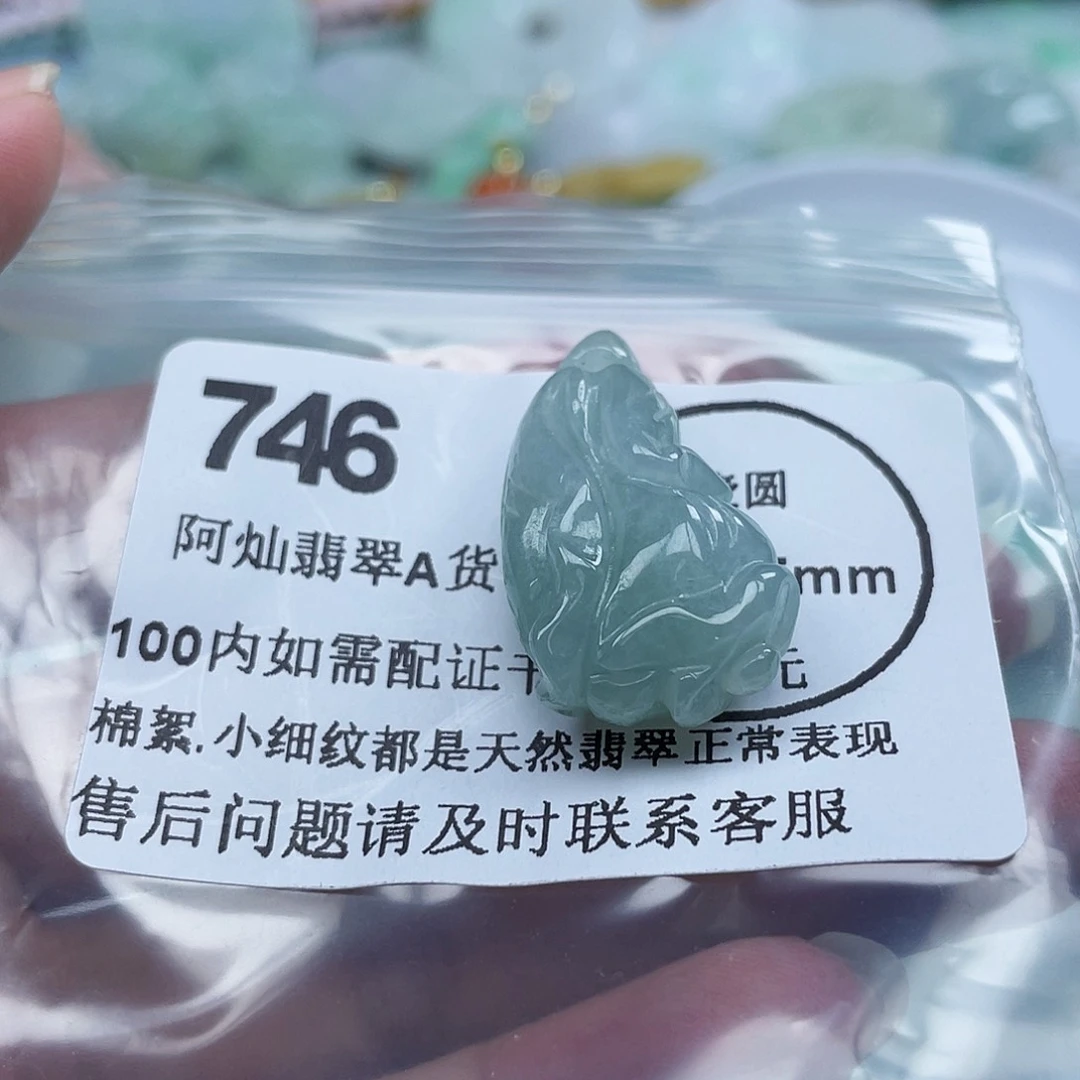 746
圆
阿灿翡翠A货 mm
100内如需配证 元
棉絮.小细纹都是天然翡翠正常表现
售后问题请及时联系客服